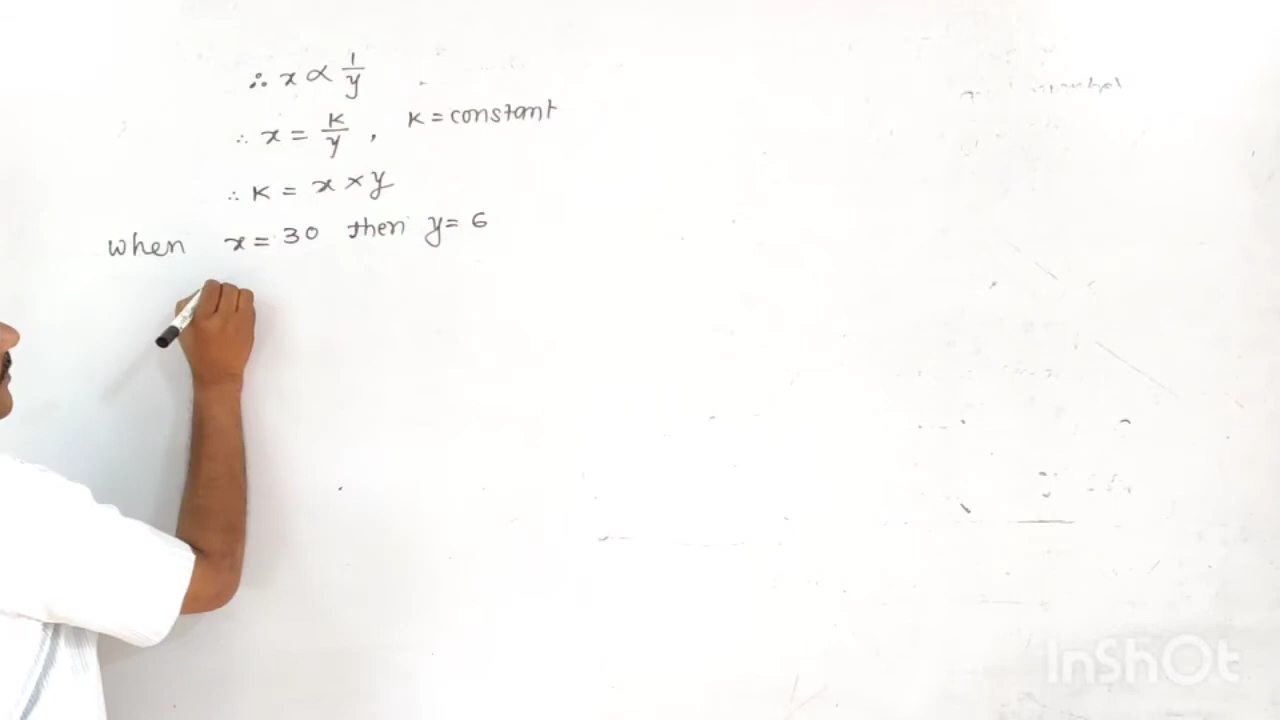 ∴ x ∝ 1/y
∴ x = K/y , K = constant
∴ K = x × y
when x = 30 then y = 6
InShOt